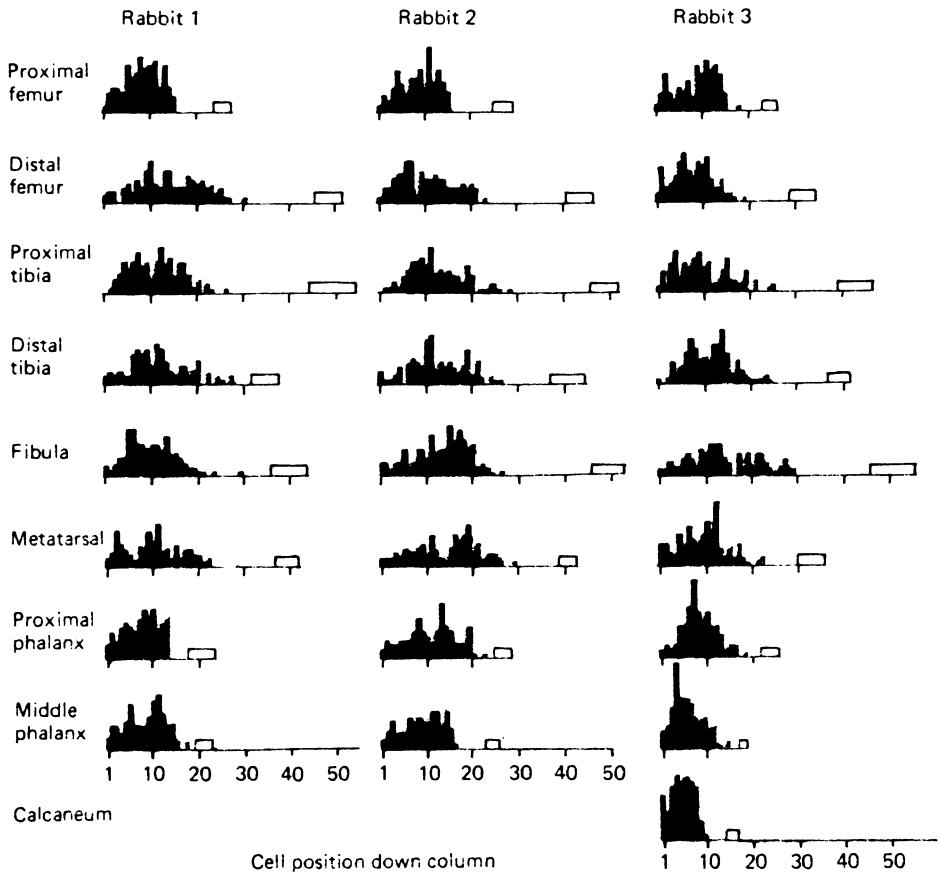 Rabbit 1 Rabbit 2 Rabbit 3
Proximal
femur
Distal
femur
Proximal
tibia
Distal
tibia
Fibula
Metatarsal
Proximal
phalanx
Middle
phalanx
1 10 20 30 40 50 1 10 20 30 40 50
Calcaneum
1 10 20 30 40 50
Cell position down column